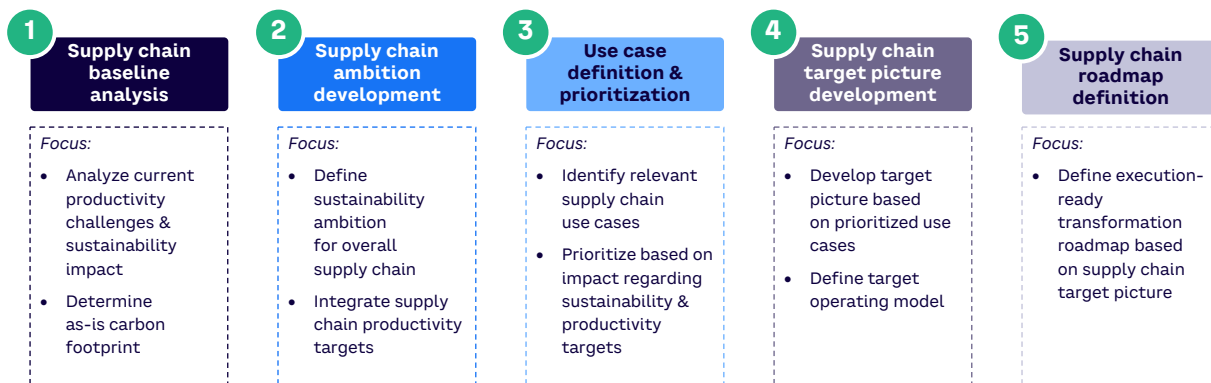 1
Supply chain
baseline
analysis
Focus:
• Analyze current
productivity
challenges &
sustainability
impact
• Determine
as-is carbon
footprint
2
Supply chain
ambition
development
Focus:
• Define
sustainability
ambition
for overall
supply chain
• Integrate supply
chain productivity
targets
3
Use case
definition &
prioritization
Focus:
• Identify relevant
supply chain
use cases
• Prioritize based on
impact regarding
sustainability &
productivity
targets
4
Supply chain
target picture
development
Focus:
• Develop target
picture based
on prioritized use
cases
• Define target
operating model
5
Supply chain
roadmap
definition
Focus:
• Define execution-
ready
transformation
roadmap based
on supply chain
target picture